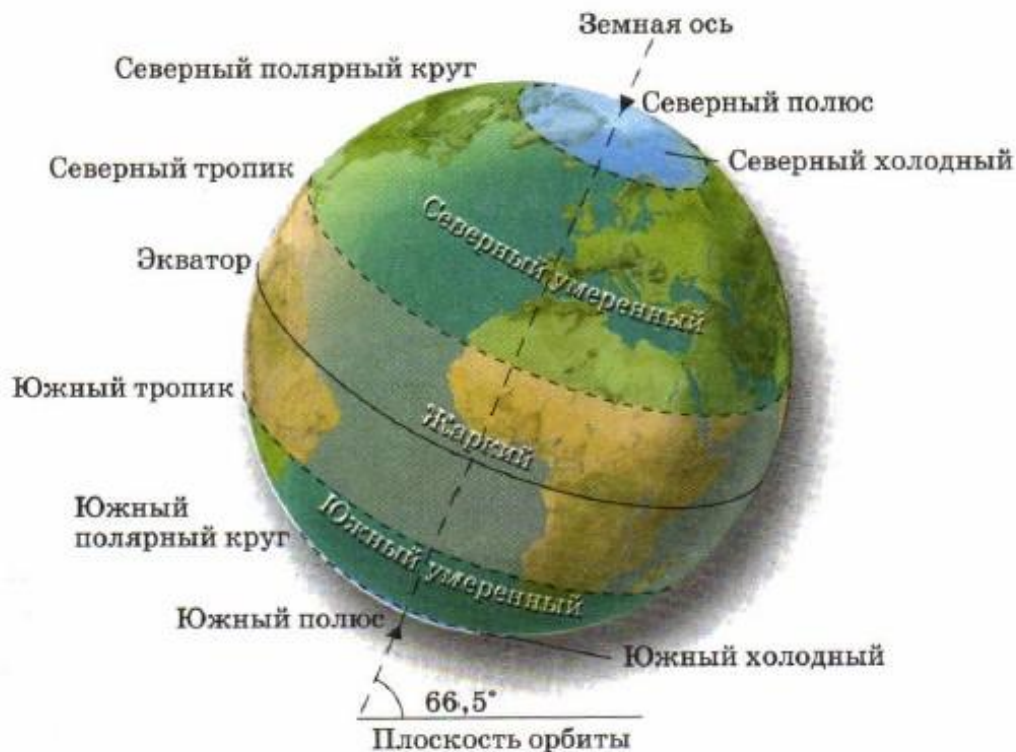 Земная ось
Северный полярный круг
Северный полюс
Северный холодный
Северный тропик
Северный умеренный
Экватор
Южный тропик
Жаркий
Южный
полярный круг
Южный умеренный
Южный полюс
Южный холодный
66,5°
Плоскость орбиты